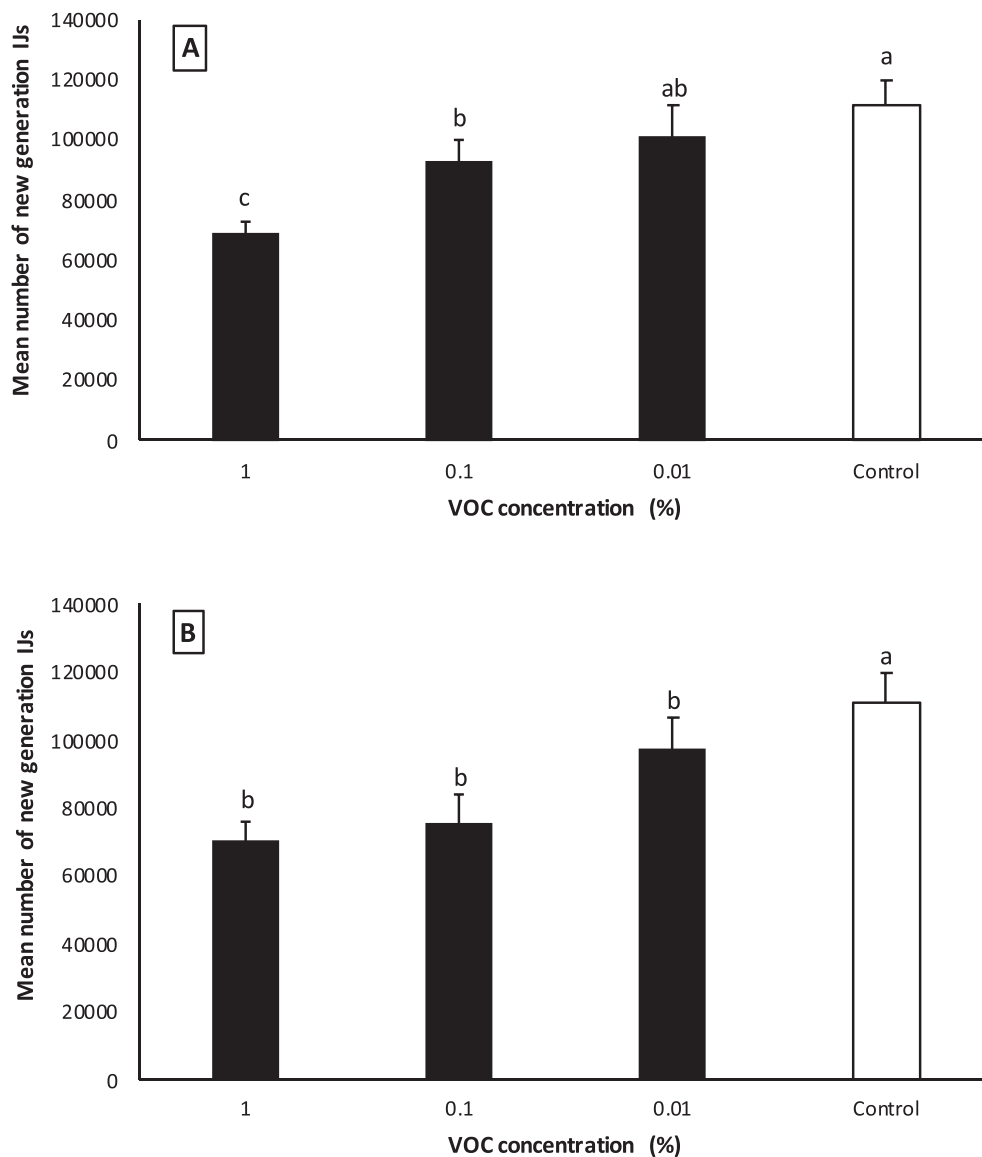 A
Mean number of new generation IJs
140000
120000
100000
80000
60000
40000
20000
0
c
b
ab
a
1 0.1 0.01 Control
VOC concentration (%)
B
Mean number of new generation IJs
140000
120000
100000
80000
60000
40000
20000
0
b
b
b
a
1 0.1 0.01 Control
VOC concentration (%)